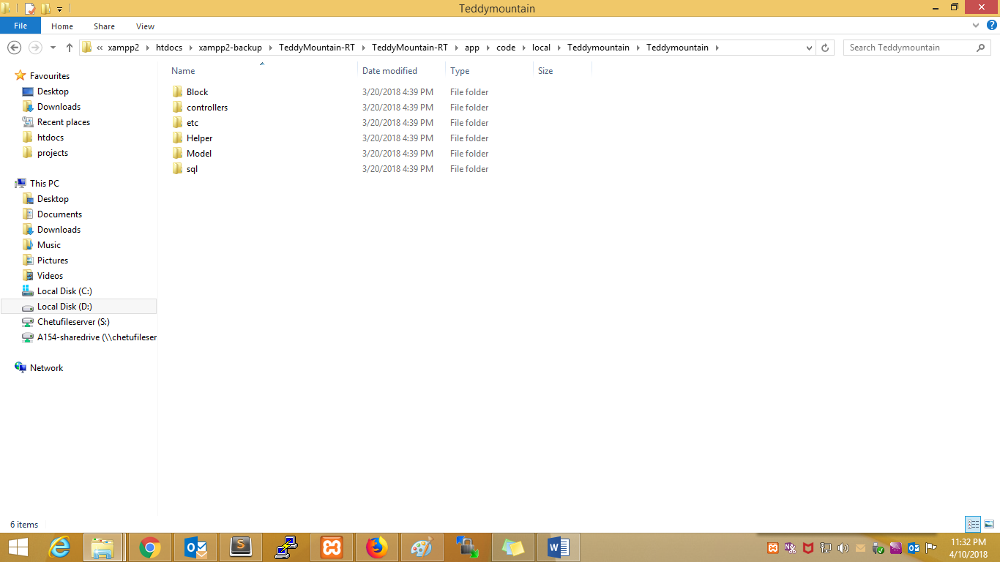 Teddymountain
File Home Share View
« xampp2 htdocs xampp2-backup TeddyMountain-RT TeddyMountain-RT app code local Teddymountain Teddymountain
Search Teddymountain
Name Date modified Type Size
Favourites
Desktop
Downloads
Recent places
htdocs
projects
This PC
Desktop
Documents
Downloads
Music
Pictures
Videos
Local Disk (C:)
Local Disk (D:)
Chetufileserver (S:)
A154-sharedrive (\\chetufileser
Network
Block 3/20/2018 4:39 PM File folder
controllers 3/20/2018 4:39 PM File folder
etc 3/20/2018 4:39 PM File folder
Helper 3/20/2018 4:39 PM File folder
Model 3/20/2018 4:39 PM File folder
sql 3/20/2018 4:39 PM File folder
6 items
11:32 PM
4/10/2018